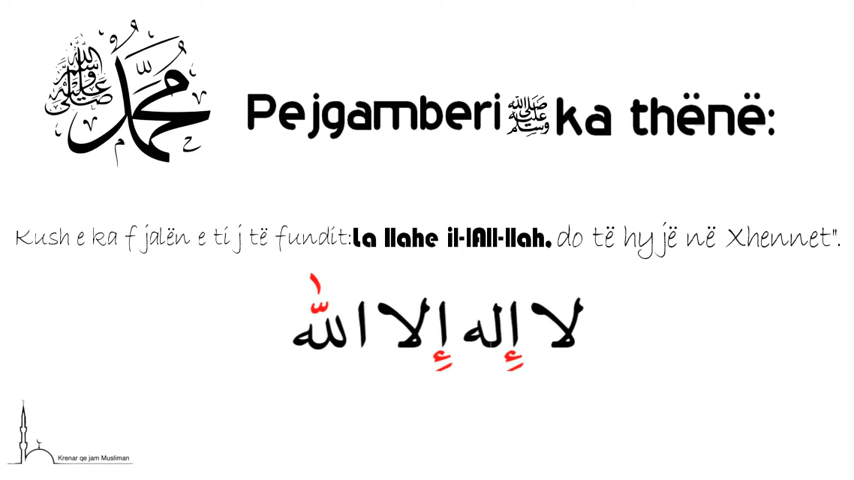 محمد صلى الله عليه وسلم
Pejgamberi ﷺ ka thënë:
Kush e ka fjalën e tij të fundit: La Ilahe il-lAll-llah, do të hyjë në Xhennet".
لا إِله إِلا اللّٰه
Krenar qe jam Musliman